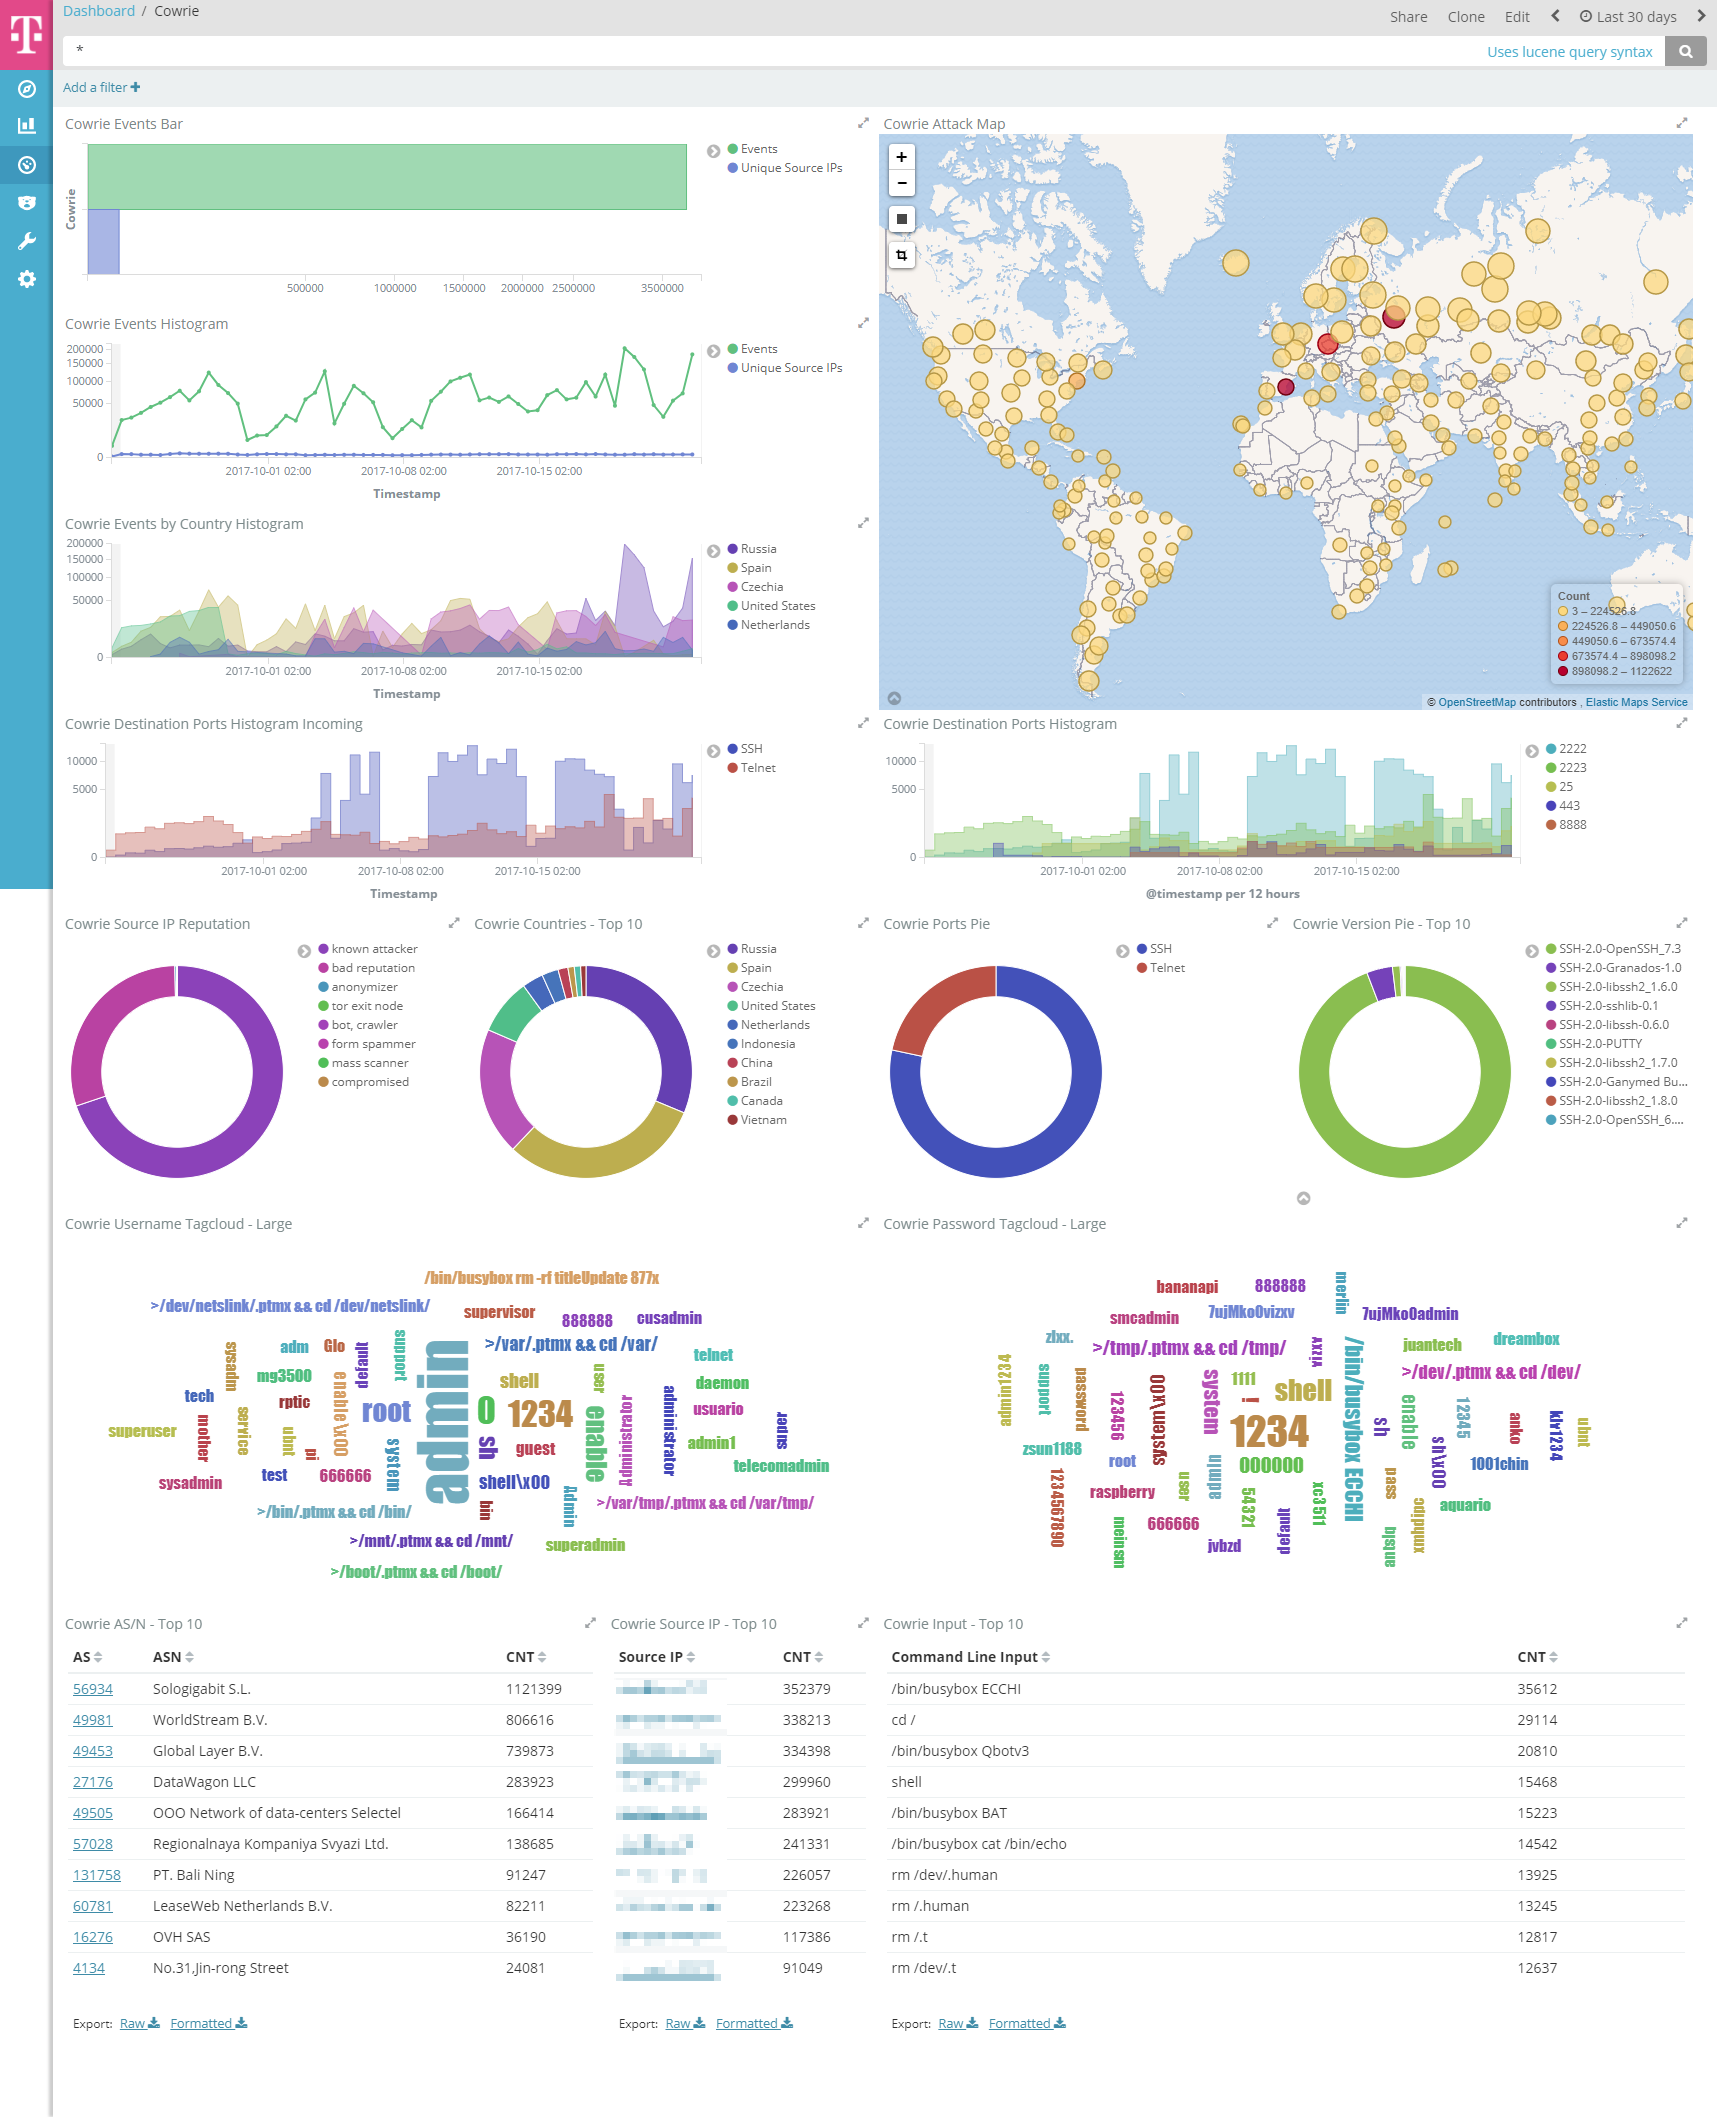 T
Dashboard / Cowrie
Share Clone Edit Last 30 days
*
Uses lucene query syntax
Add a filter
Cowrie Events Bar
Cowrie
Events
Unique Source IPs
500000 1000000 1500000 2000000 2500000 3500000
Cowrie Attack Map
+
−
Count
3 – 224526.8
224526.8 – 449050.6
449050.6 – 673574.4
673574.4 – 898098.2
898098.2 – 1122622
© OpenStreetMap contributors , Elastic Maps Service
Cowrie Events Histogram
200000
150000
100000
50000
0
Events
Unique Source IPs
2017-10-01 02:00 2017-10-08 02:00 2017-10-15 02:00
Timestamp
Cowrie Events by Country Histogram
200000
150000
100000
50000
0
Russia
Spain
Czechia
United States
Netherlands
2017-10-01 02:00 2017-10-08 02:00 2017-10-15 02:00
Timestamp
Cowrie Destination Ports Histogram Incoming
10000
5000
0
SSH
Telnet
2017-10-01 02:00 2017-10-08 02:00 2017-10-15 02:00
Timestamp
Cowrie Destination Ports Histogram
10000
5000
0
2222
2223
25
443
8888
2017-10-01 02:00 2017-10-08 02:00 2017-10-15 02:00
@timestamp per 12 hours
Cowrie Source IP Reputation
known attacker
bad reputation
anonymizer
tor exit node
bot, crawler
form spammer
mass scanner
compromised
Cowrie Countries - Top 10
Russia
Spain
Czechia
United States
Netherlands
Indonesia
China
Brazil
Canada
Vietnam
Cowrie Ports Pie
SSH
Telnet
Cowrie Version Pie - Top 10
SSH-2.0-OpenSSH_7.3
SSH-2.0-Granados-1.0
SSH-2.0-libssh2_1.6.0
SSH-2.0-sshlib-0.1
SSH-2.0-libssh-0.6.0
SSH-2.0-PUTTY
SSH-2.0-libssh2_1.7.0
SSH-2.0-Ganymed Bu...
SSH-2.0-libssh2_1.8.0
SSH-2.0-OpenSSH_6....
Cowrie Username Tagcloud - Large
/bin/busybox rm -rf titleUpdate 877x
>/dev/netslink/.ptmx && cd /dev/netslink/
supervisor
888888
cusadmin
>/var/.ptmx && cd /var/
sysadm
adm
Glo
default
support
telnet
mg3500
shell
user
daemon
tech
rptic
enable\x00
root
admin
0
1234
administrator
usuario
superuser
mother
service
ubnt
pi
system
sh
guest
enable
Administrator
admin1
super
sysadmin
test
666666
shell\x00
telecomadmin
>/bin/.ptmx && cd /bin/
bin
Admin
>/var/tmp/.ptmx && cd /var/tmp/
>/mnt/.ptmx && cd /mnt/
superadmin
>/boot/.ptmx && cd /boot/
Cowrie Password Tagcloud - Large
bananapi
888888
merlin
smcadmin
7ujMko0vizxv
7ujMko0admin
zlxx.
>/tmp/.ptmx && cd /tmp/
vizxv
juantech
dreambox
admin1234
support
password
system
1111
!
shell
/bin/busybox ECCHI
>/dev/.ptmx && cd /dev/
123456
system\x00
1234
sh
enable
12345
anko
klv1234
ubnt
zsun1188
root
admin
000000
sh\x00
1001chin
1234567890
raspberry
user
54321
xc3511
pass
cdipqunx
aquario
meinsm
666666
jvbzd
default
bjsque
Cowrie AS/N - Top 10
AS ASN CNT
56934 Sologigabit S.L. 1121399
49981 WorldStream B.V. 806616
49453 Global Layer B.V. 739873
27176 DataWagon LLC 283923
49505 OOO Network of data-centers Selectel 166414
57028 Regionalnaya Kompaniya Svyazi Ltd. 138685
131758 PT. Bali Ning 91247
60781 LeaseWeb Netherlands B.V. 82211
16276 OVH SAS 36190
4134 No.31,Jin-rong Street 24081
Export: Raw Formatted
Cowrie Source IP - Top 10
Source IP CNT
352379
338213
334398
299960
283921
241331
226057
223268
117386
91049
Export: Raw Formatted
Cowrie Input - Top 10
Command Line Input CNT
/bin/busybox ECCHI 35612
cd / 29114
/bin/busybox Qbotv3 20810
shell 15468
/bin/busybox BAT 15223
/bin/busybox cat /bin/echo 14542
rm /dev/.human 13925
rm /.human 13245
rm /.t 12817
rm /dev/.t 12637
Export: Raw Formatted